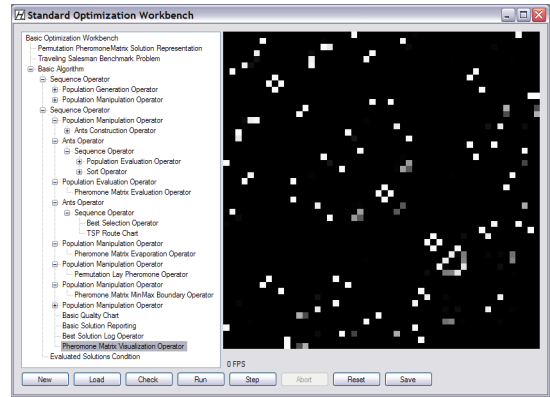 Standard Optimization Workbench
Basic Optimization Workbench
Permutation PheromoneMatrix Solution Representation
Traveling Salesman Benchmark Problem
Basic Algorithm
Sequence Operator
Population Generation Operator
Population Manipulation Operator
Sequence Operator
Population Manipulation Operator
Ants Construction Operator
Ants Operator
Sequence Operator
Population Evaluation Operator
Sort Operator
Population Evaluation Operator
Pheromone Matrix Evaluation Operator
Ants Operator
Sequence Operator
Best Selection Operator
TSP Route Chart
Population Manipulation Operator
Pheromone Matrix Evaporation Operator
Population Manipulation Operator
Permutation Lay Pheromone Operator
Population Manipulation Operator
Pheromone Matrix MinMax Boundary Operator
Population Manipulation Operator
Basic Quality Chart
Basic Solution Reporting
Best Solution Log Operator
Pheromone Matrix Visualization Operator
Evaluated Solutions Condition
0 FPS
New Load Check Run Step Abort Reset Save